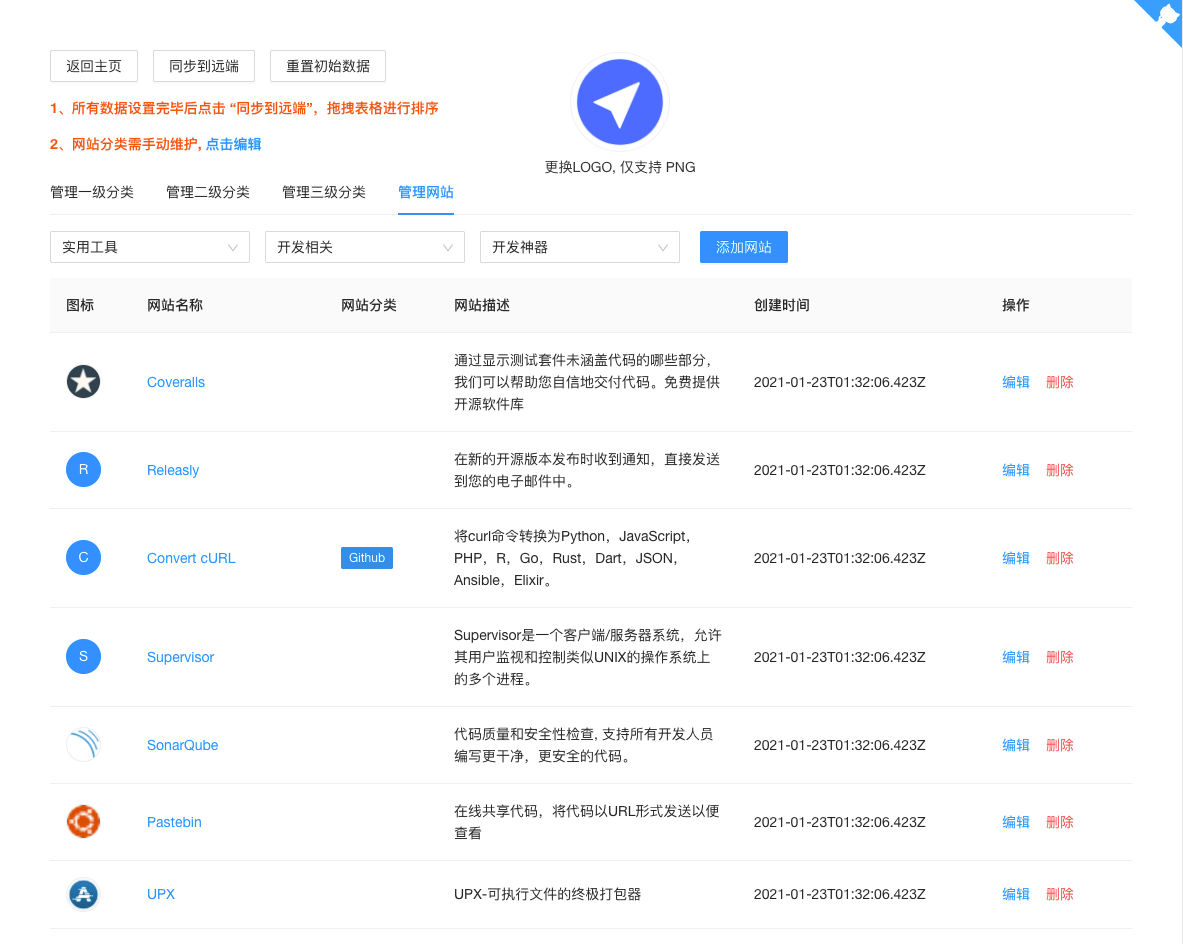 返回主页 同步到远端 重置初始数据
1、所有数据设置完毕后点击 “同步到远端”，拖拽表格进行排序
2、网站分类需手动维护, 点击编辑
更换LOGO, 仅支持 PNG
管理一级分类 管理二级分类 管理三级分类 管理网站
实用工具 开发相关 开发神器 添加网站
图标 网站名称 网站分类 网站描述 创建时间 操作
通过显示测试套件未涵盖代码的哪些部分，
Coveralls 我们可以帮助您自信地交付代码。免费提供 2021-01-23T01:32:06.423Z 编辑 删除
开源软件库
在新的开源版本发布时收到通知，直接发送
R Releasly 2021-01-23T01:32:06.423Z 编辑 删除
到您的电子邮件中。
将curl命令转换为Python，JavaScript，
C Convert cURL Github PHP，R，Go，Rust，Dart，JSON， 2021-01-23T01:32:06.423Z 编辑 删除
Ansible，Elixir。
Supervisor是一个客户端/服务器系统，允许
S Supervisor 其用户监视和控制类似UNIX的操作系统上 2021-01-23T01:32:06.423Z 编辑 删除
的多个进程。
代码质量和安全性检查, 支持所有开发人员
SonarQube 2021-01-23T01:32:06.423Z 编辑 删除
编写更干净，更安全的代码。
在线共享代码，将代码以URL形式发送以便
Pastebin 2021-01-23T01:32:06.423Z 编辑 删除
查看
UPX UPX-可执行文件的终极打包器 2021-01-23T01:32:06.423Z 编辑 删除